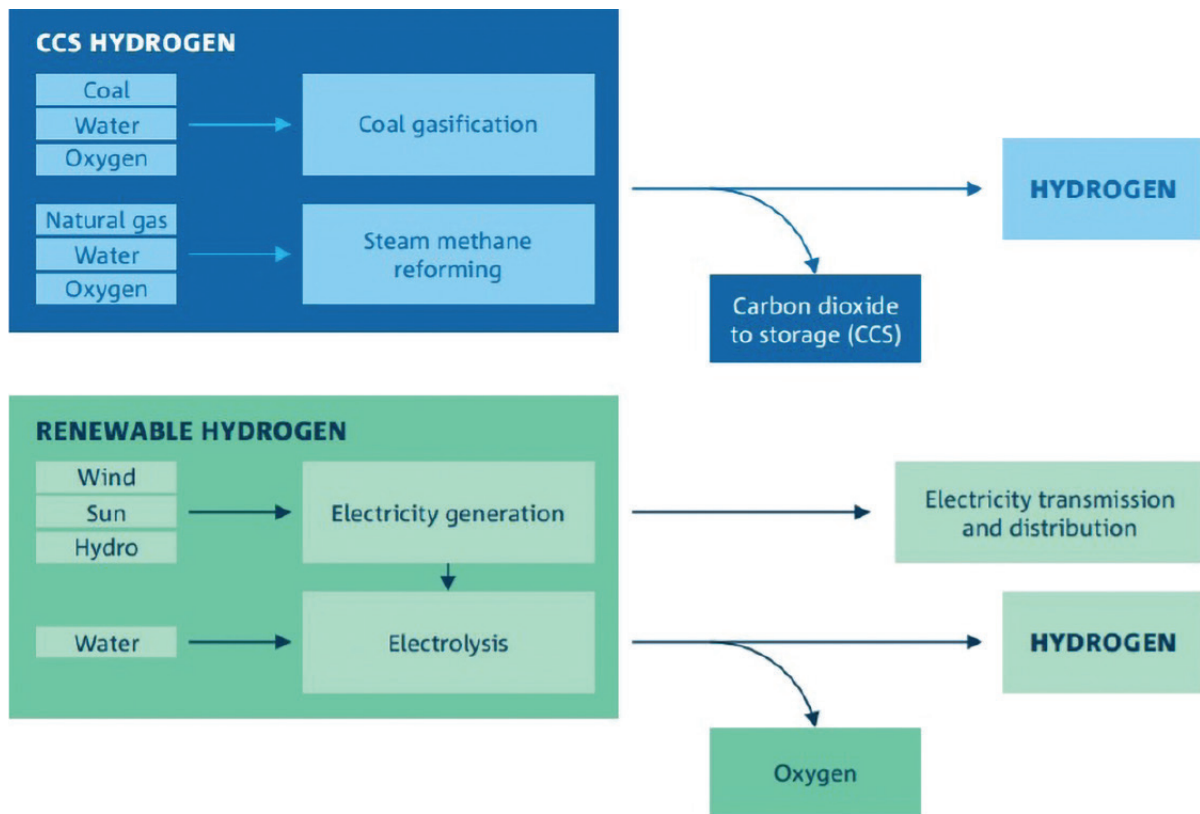 CCS HYDROGEN
Coal
Water
Oxygen
Coal gasification
Natural gas
Water
Oxygen
Steam methane
reforming
HYDROGEN
Carbon dioxide
to storage (CCS)
RENEWABLE HYDROGEN
Wind
Sun
Hydro
Electricity generation
Electricity transmission
and distribution
Water
Electrolysis
HYDROGEN
Oxygen